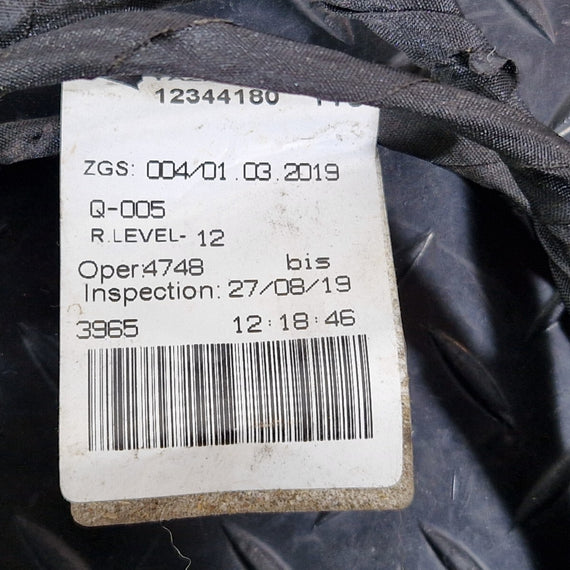 12344180
ZGS: 004/01.03.2019
Q-005
R.LEVEL- 12
Oper:4748 bis
Inspection: 27/08/19
3965 12:18:46